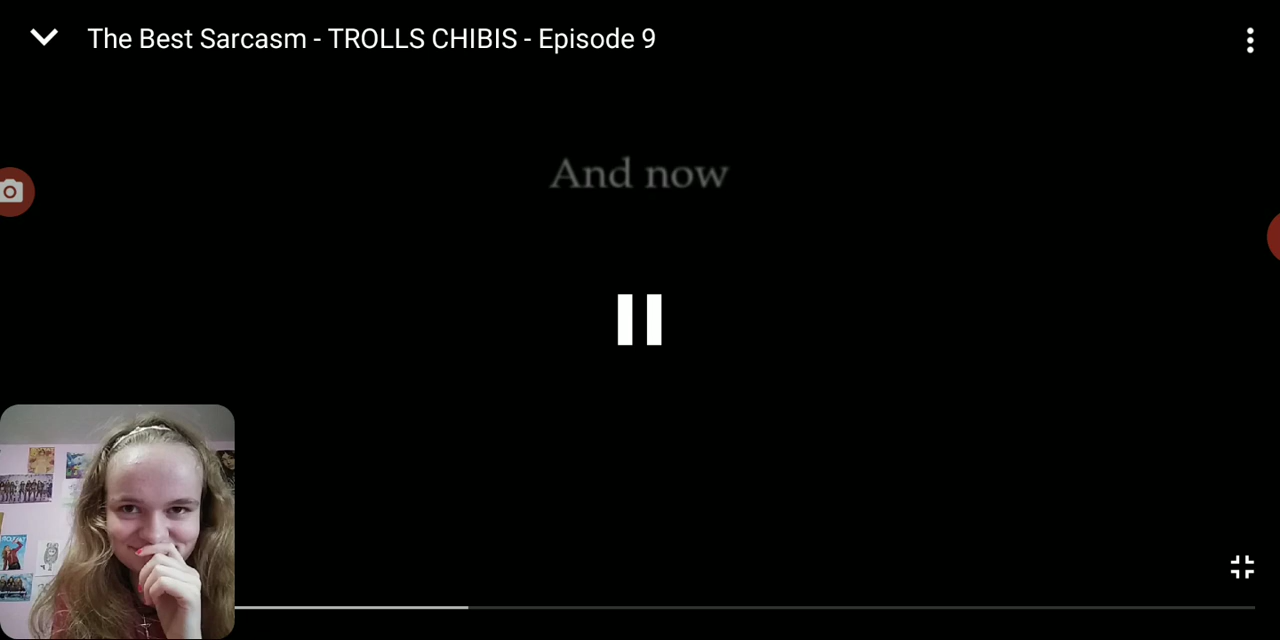 The Best Sarcasm - TROLLS CHIBIS - Episode 9
And now